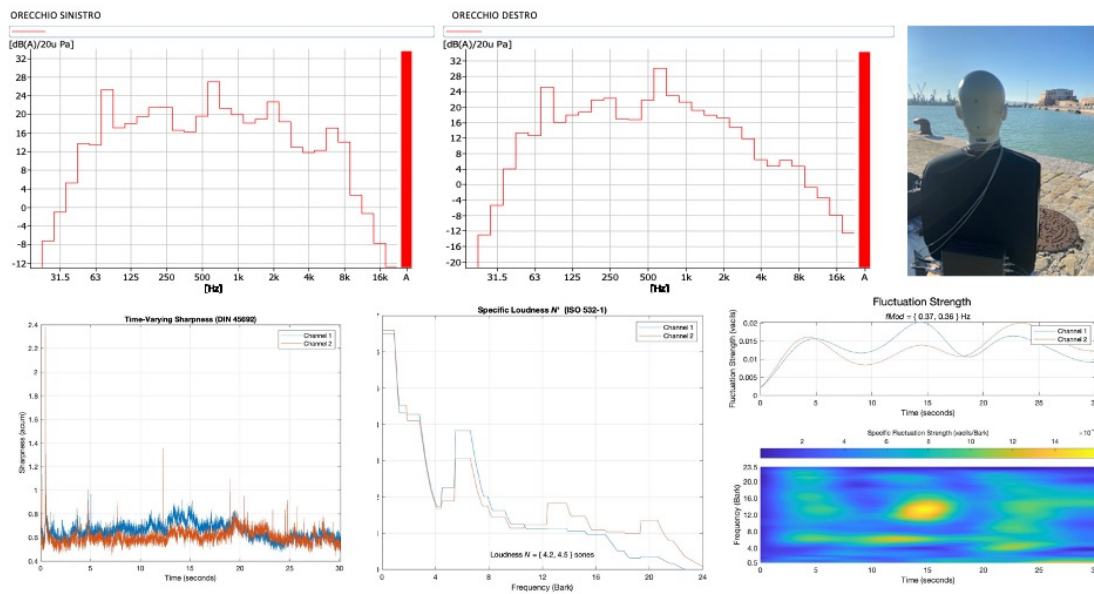 ORECCHIO SINISTRO
[dB(A)/20u Pa]
32
28
24
20
16
12
8
4
0
-4
-8
-12
31.5 63 125 250 500 1k 2k 4k 8k 16k A
[Hz]
ORECCHIO DESTRO
[dB(A)/20u Pa]
32
28
24
20
16
12
8
4
0
-4
-8
-12
-16
-20
31.5 63 125 250 500 1k 2k 4k 8k 16k A
[Hz]
Time-Varying Sharpness (DIN 45692)
Channel 1
Channel 2
Sharpness (acum)
2.4
2.2
2
1.8
1.6
1.4
1.2
1
0.8
0.6
0.4
0 5 10 15 20 25 30
Time (seconds)
Specific Loudness N' (ISO 532-1)
Channel 1
Channel 2
Loudness N = { 4.2, 4.5 } sones
0 4 8 12 16 20 24
Frequency (Bark)
Fluctuation Strength
fMod = { 0.37, 0.36 } Hz
Channel 1
Channel 2
Fluctuation Strength (vacils)
0.02
0.015
0.01
0.005
0
0 5 10 15 20 25 30
Time (seconds)
Specific Fluctuation Strength (vacils/Bark)
2 4 6 8 10 12 14
Frequency (Bark)
23.5
20.0
16.0
12.0
8.0
4.0
0.5
0 5 10 15 20 25 30
Time (seconds)